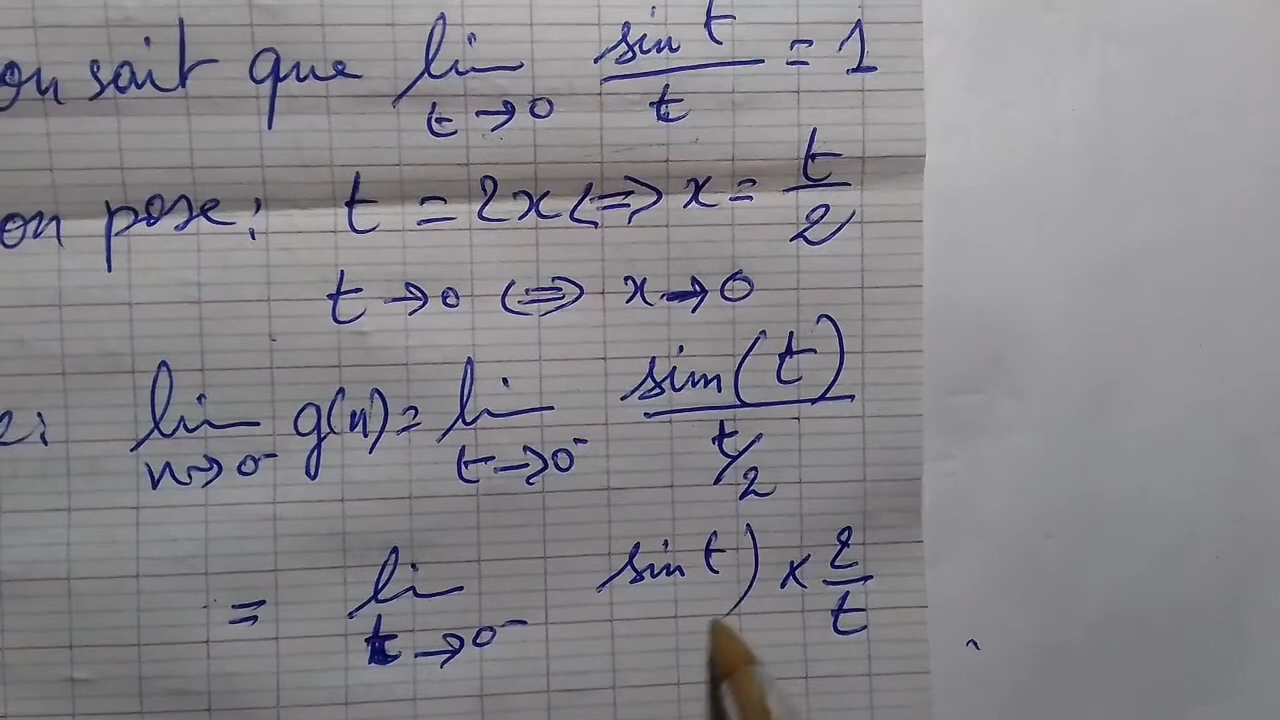 on sait que lim t→0 sin t / t = 1
on pose : t = 2x ⇔ x = t/2
t → 0 ⇔ x → 0
lim x→0⁻ g(x) = lim t→0⁻ sin(t) / t/2
= lim t→0⁻ sin t) × 2/t